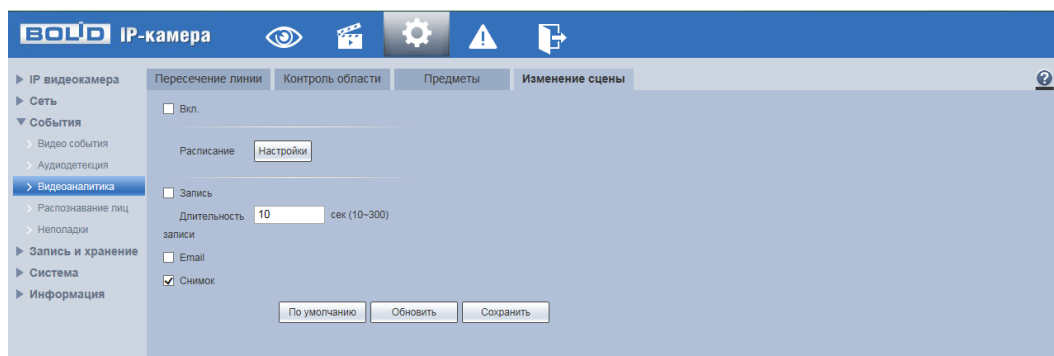 BOLID IP-камера
IP видеокамера
Сеть
События
Видео события
Аудиодетекция
Видеоаналитика
Распознавание лиц
Неполадки
Запись и хранение
Система
Информация
Пересечение линии Контроль области Предметы Изменение сцены ?
Вкл.
Расписание Настройки
Запись
Длительность 10 сек (10~300)
записи
Email
Снимок
По умолчанию Обновить Сохранить